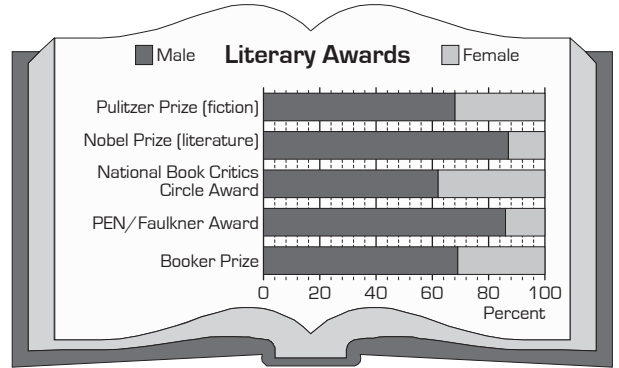 Male Literary Awards Female
Pulitzer Prize (fiction)
Nobel Prize (literature)
National Book Critics
Circle Award
PEN/Faulkner Award
Booker Prize
0 20 40 60 80 100
Percent